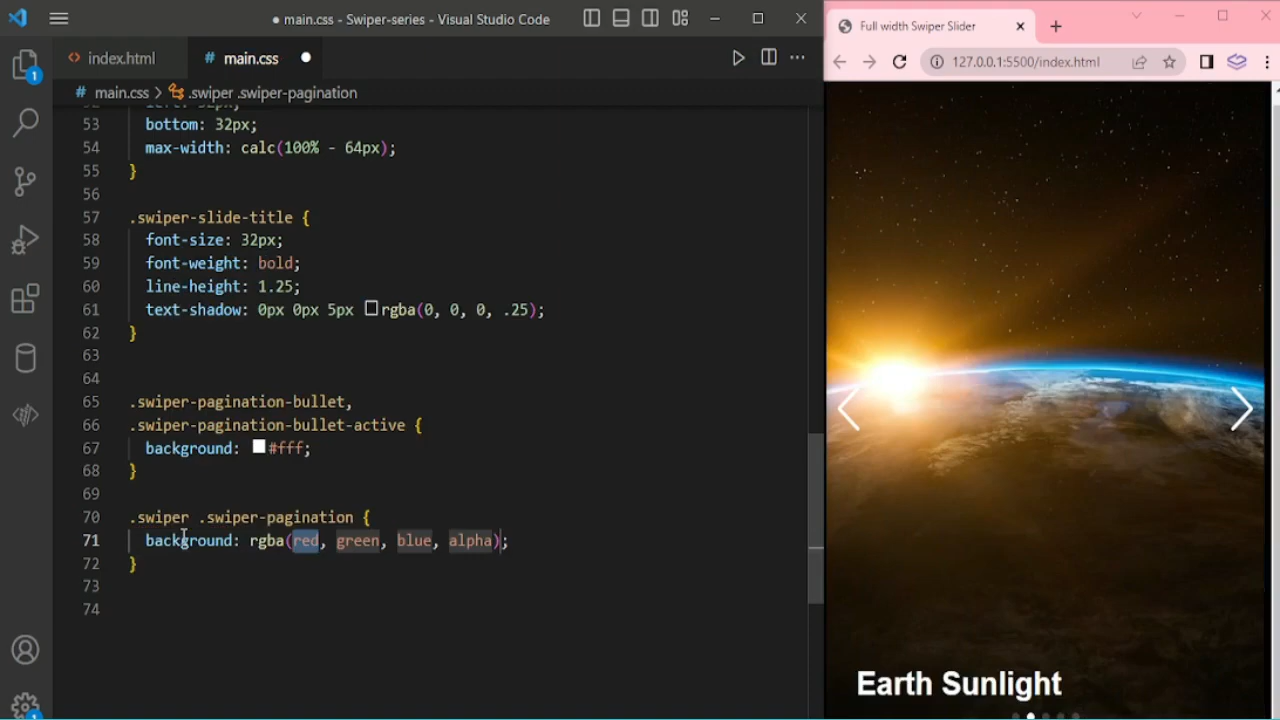 ● main.css - Swiper-series - Visual Studio Code
index.html
# main.css ●
# main.css > .swiper .swiper-pagination
53 bottom: 32px;
54 max-width: calc(100% - 64px);
55 }
56
57 .swiper-slide-title {
58 font-size: 32px;
59 font-weight: bold;
60 line-height: 1.25;
61 text-shadow: 0px 0px 5px rgba(0, 0, 0, .25);
62 }
63
64
65 .swiper-pagination-bullet,
66 .swiper-pagination-bullet-active {
67 background: #fff;
68 }
69
70 .swiper .swiper-pagination {
71 background: rgba(red, green, blue, alpha);
72 }
73
74
1
1
Full width Swiper Slider
127.0.0.1:5500/index.html
Earth Sunlight